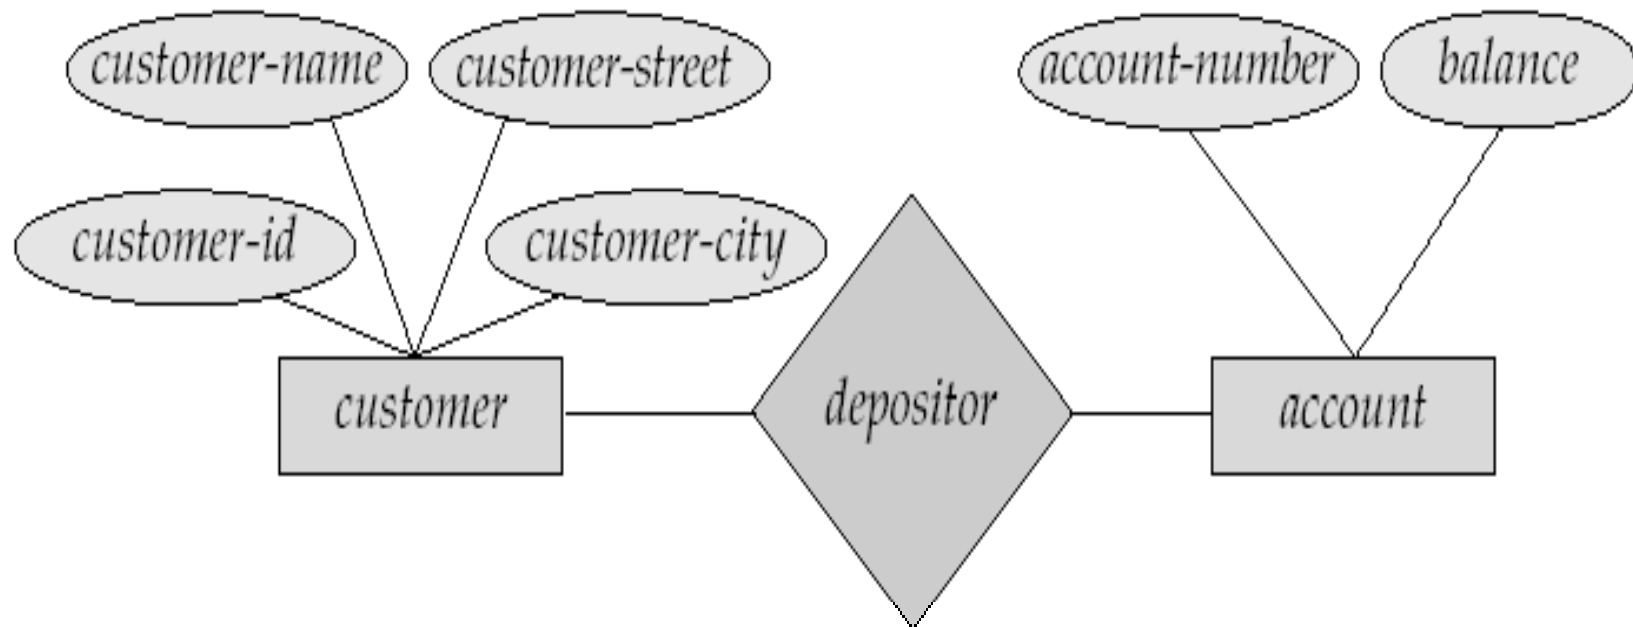 customer-name
customer-street
account-number
balance
customer-id
customer-city
customer
depositor
account